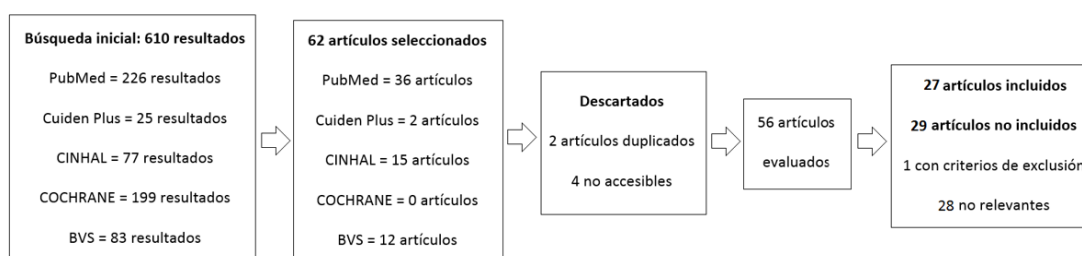 Búsqueda inicial: 610 resultados
PubMed = 226 resultados
Cuiden Plus = 25 resultados
CINHAL = 77 resultados
COCHRANE = 199 resultados
BVS = 83 resultados
62 artículos seleccionados
PubMed = 36 artículos
Cuiden Plus = 2 artículos
CINHAL = 15 artículos
COCHRANE = 0 artículos
BVS = 12 artículos
Descartados
2 artículos duplicados
4 no accesibles
56 artículos
evaluados
27 artículos incluidos
29 artículos no incluidos
1 con criterios de exclusión
28 no relevantes